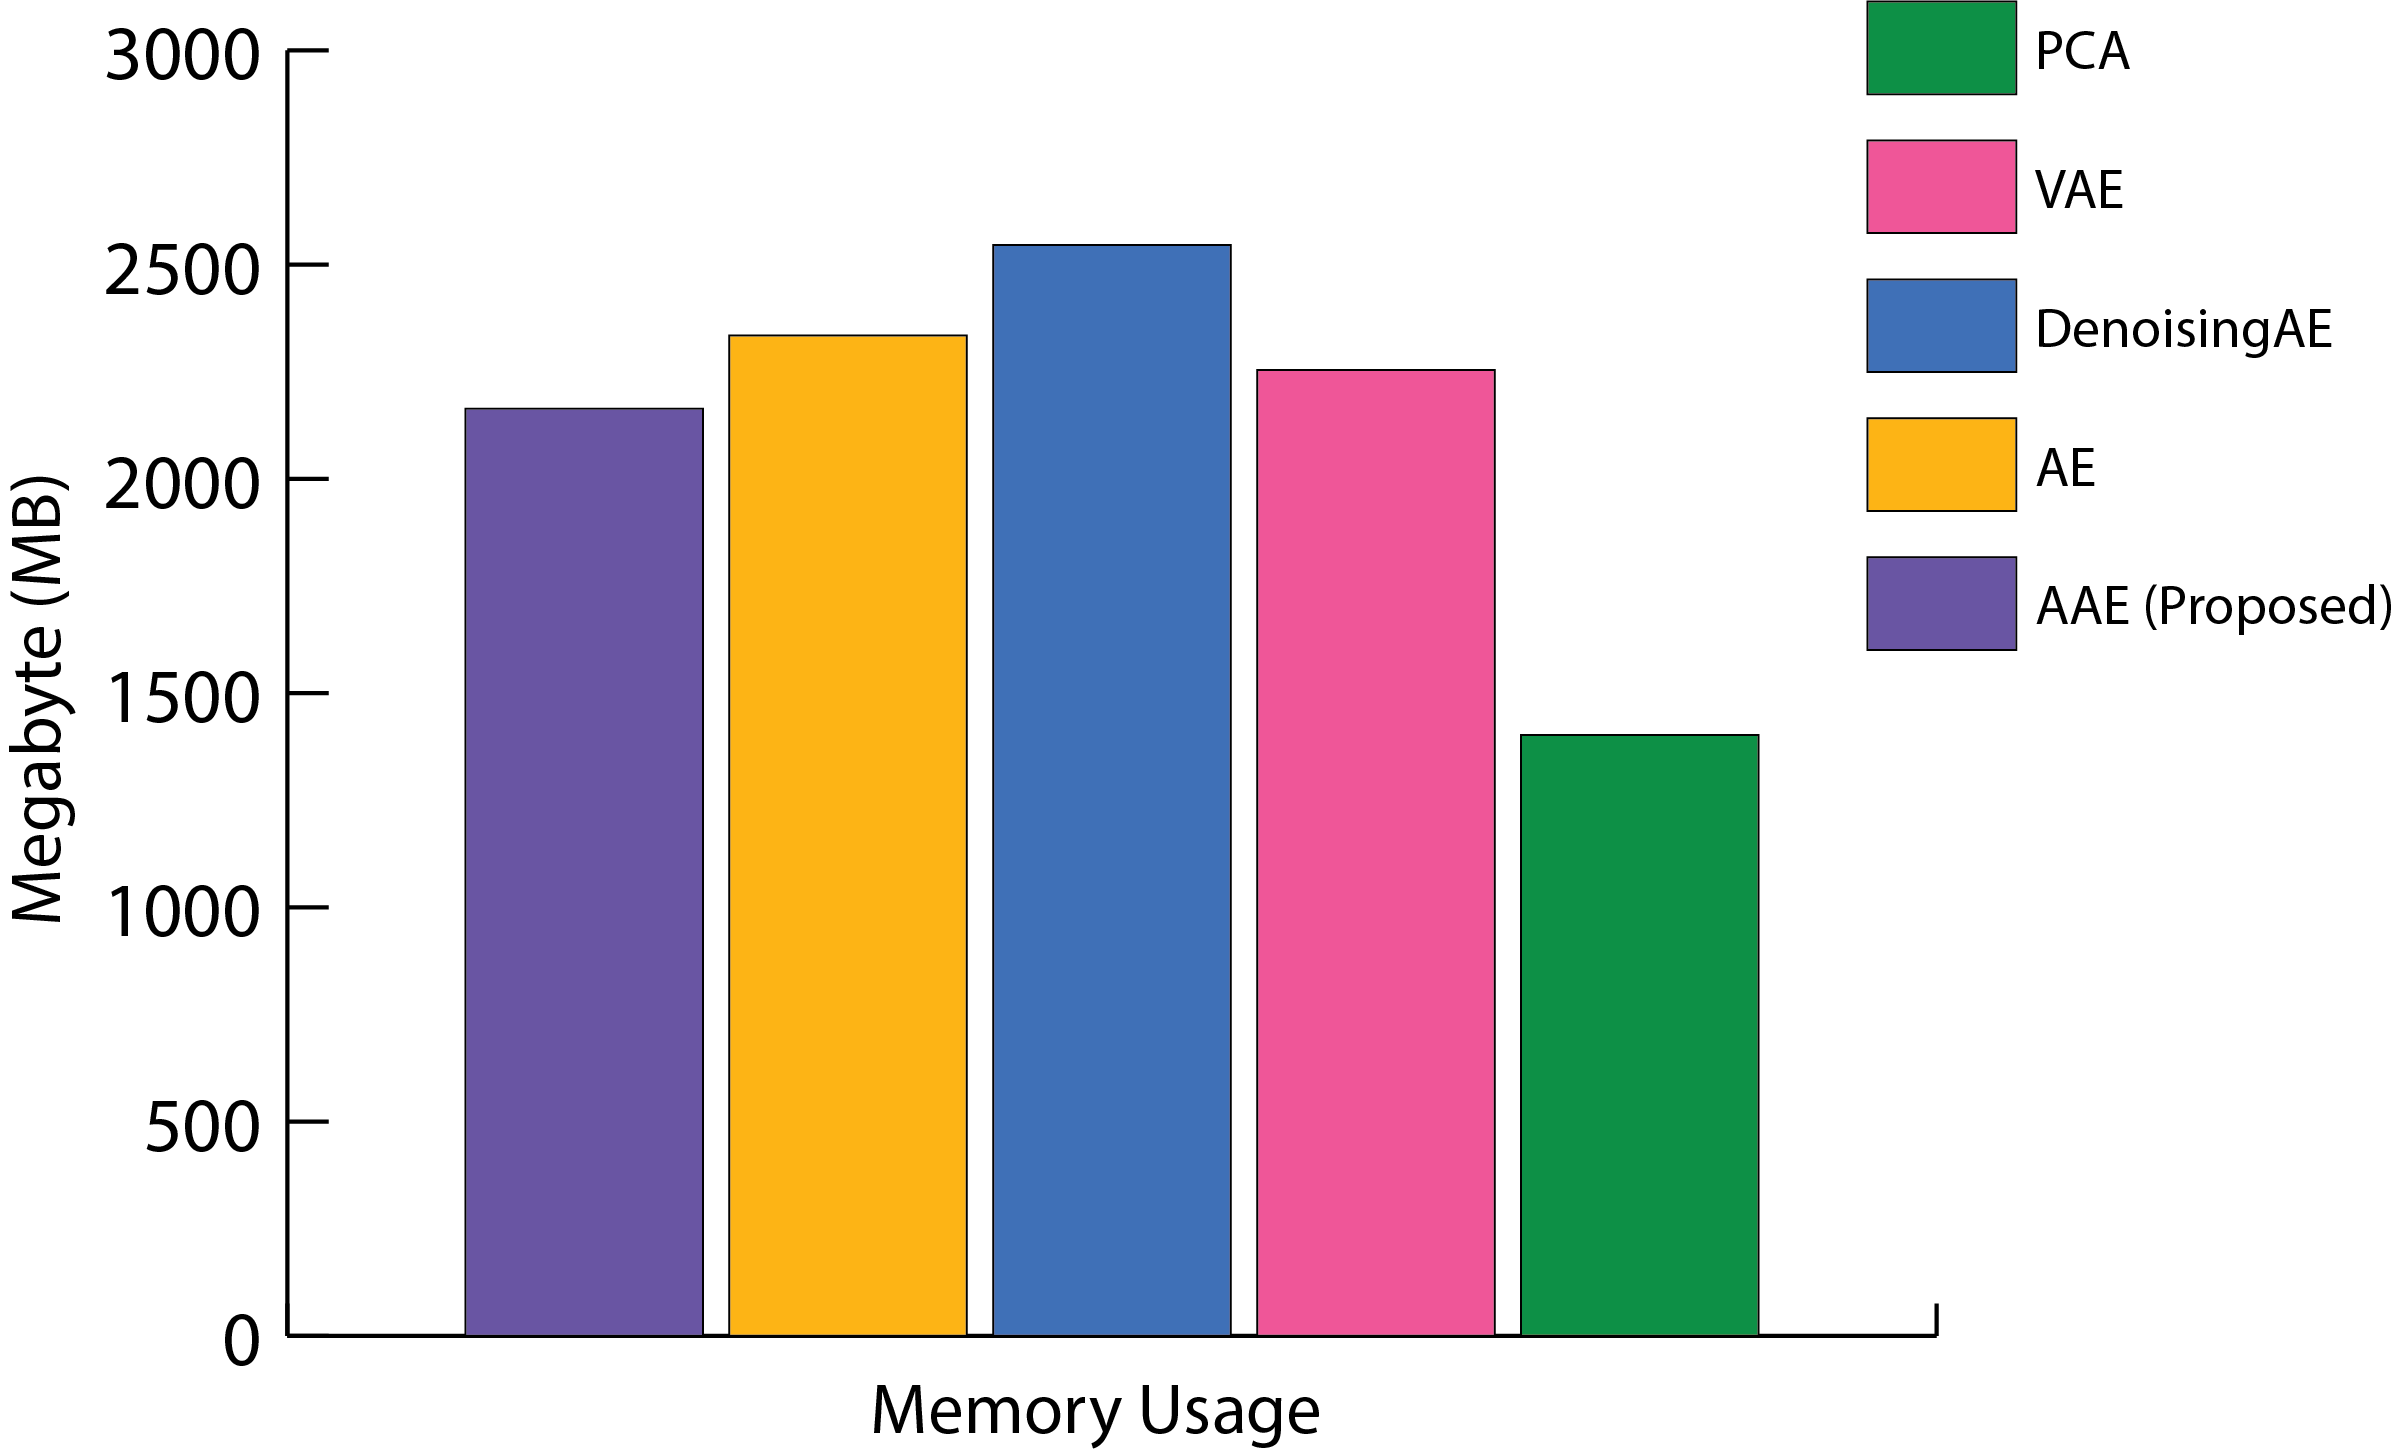 3000
2500
2000
1500
1000
500
0
Megabyte (MB)
Memory Usage
PCA
VAE
DenoisingAE
AE
AAE (Proposed)